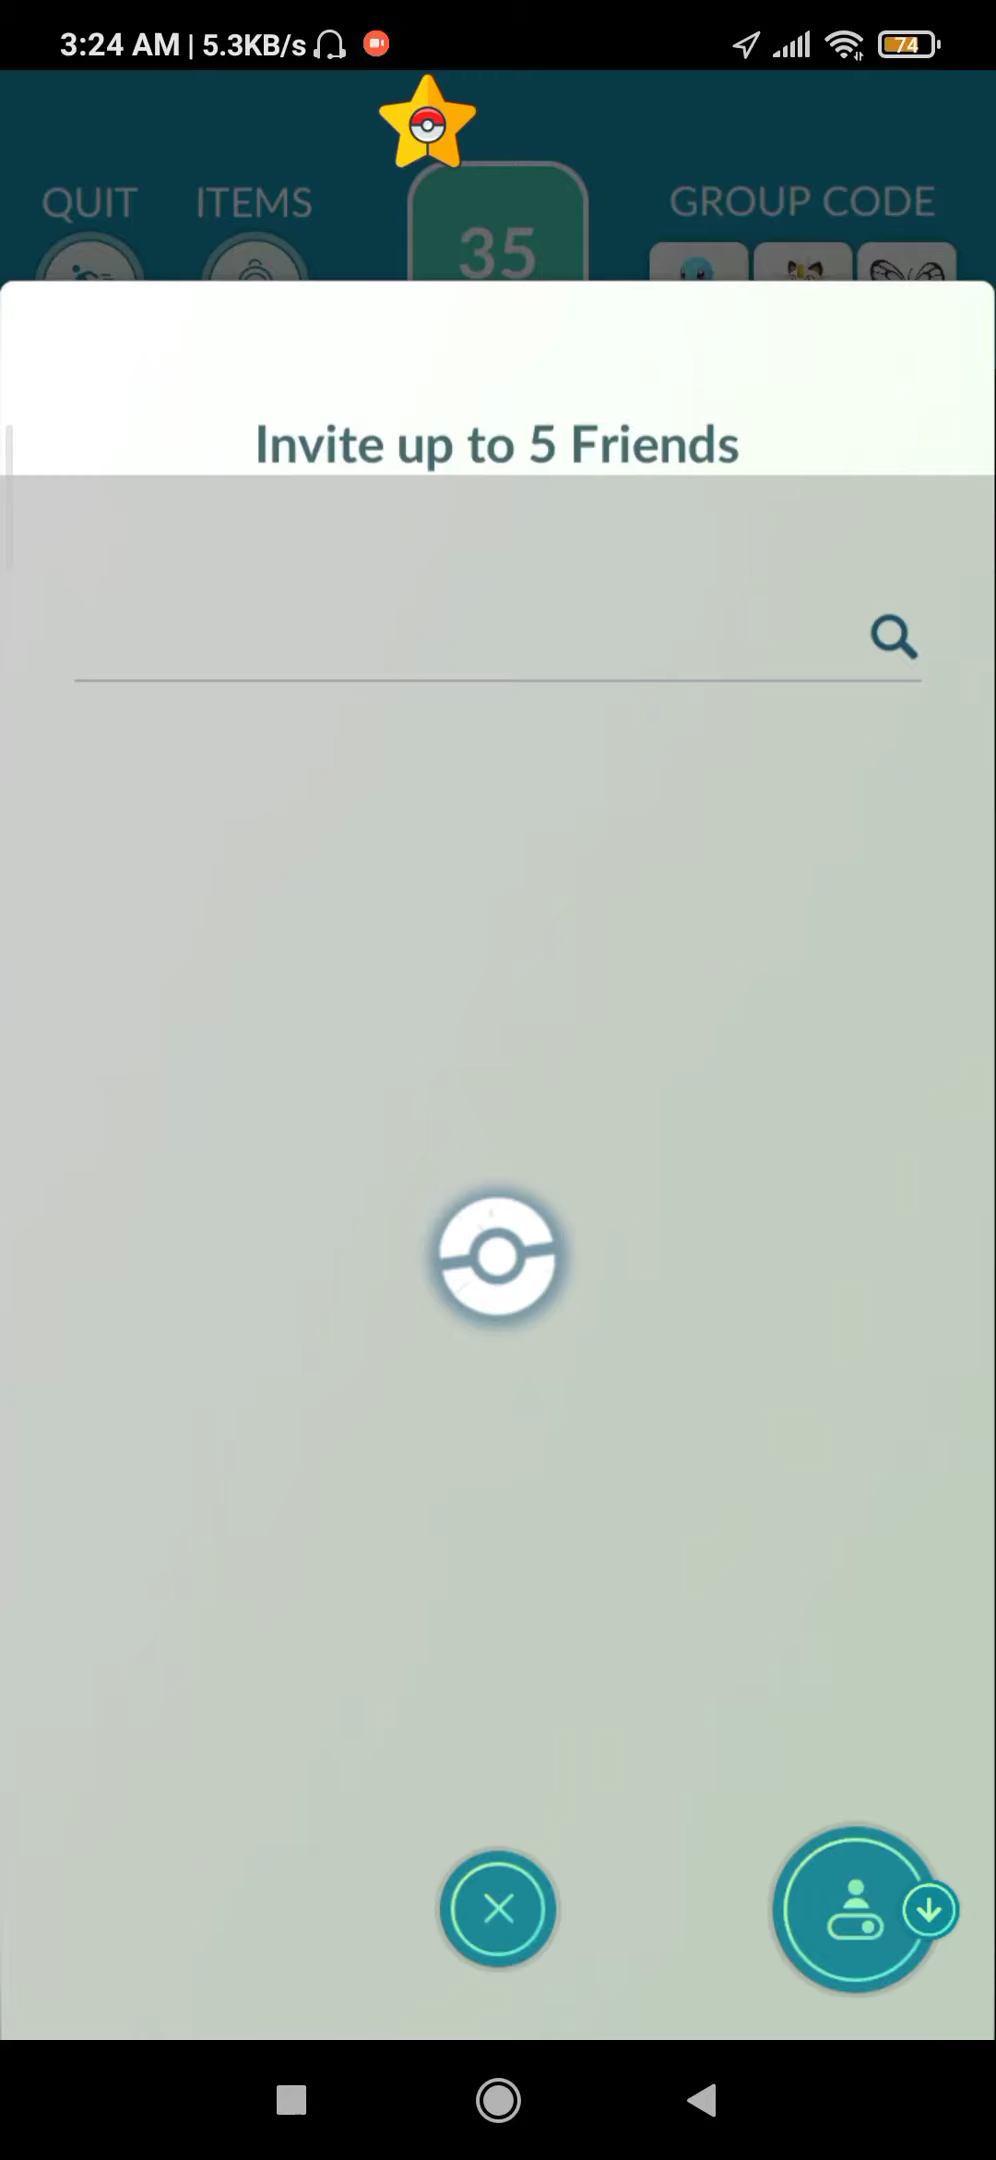 3:24 AM | 5.3KB/s
74
QUIT
ITEMS
35
GROUP CODE
Invite up to 5 Friends